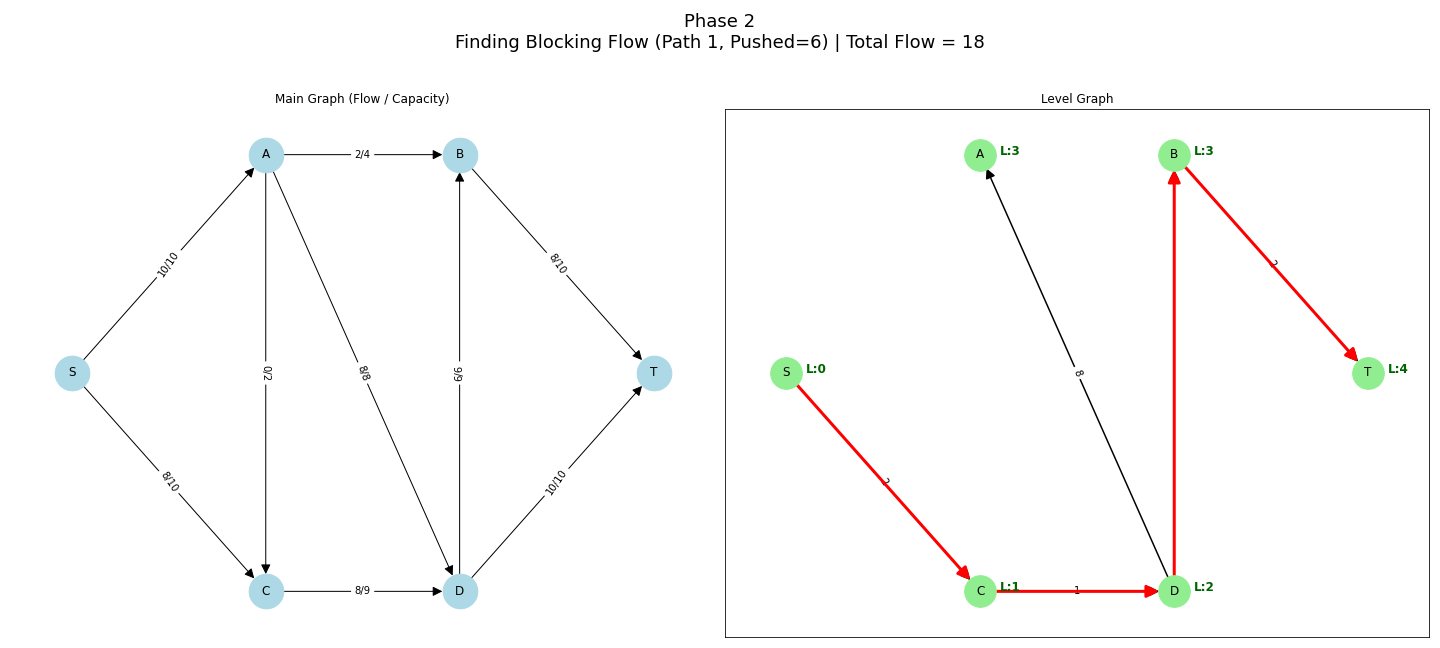 Phase 2
Finding Blocking Flow (Path 1, Pushed=6) | Total Flow = 18
Main Graph (Flow / Capacity)
A
2/4
B
10/10
8/10
S
0/2
8/8
6/6
T
8/10
10/10
C
8/9
D
Level Graph
A
L:3
B
L:3
2
S
L:0
8
T
L:4
2
C
L:1
1
D
L:2